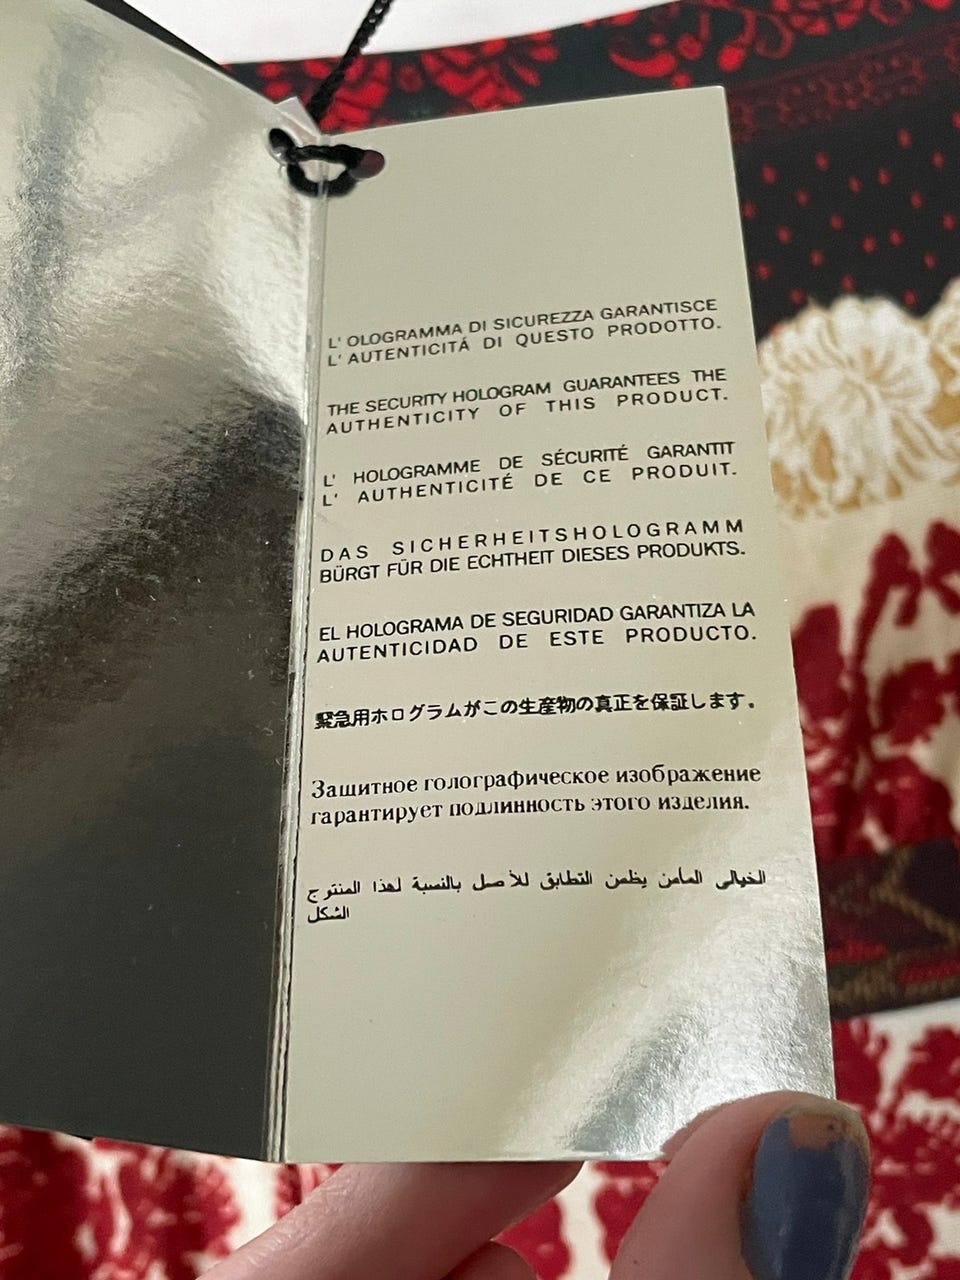 L' OLOGRAMMA DI SICUREZZA GARANTISCE
L' AUTENTICITÁ DI QUESTO PRODOTTO.
THE SECURITY HOLOGRAM GUARANTEES THE
AUTHENTICITY OF THIS PRODUCT.
L' HOLOGRAMME DE SÉCURITÉ GARANTIT
L' AUTHENTICITÉ DE CE PRODUIT.
DAS SICHERHEITSHOLOGRAMM
BÜRGT FÜR DIE ECHTHEIT DIESES PRODUKTS.
EL HOLOGRAMA DE SEGURIDAD GARANTIZA LA
AUTENTICIDAD DE ESTE PRODUCTO.
緊急用ホログラムがこの生産物の真正を保証します。
Защитное голографическое изображение
гарантирует подлинность этого изделия.
الخيالى المأمن يظمن التطابق للأصل بالنسبة لهذا المنتوج
الشكل